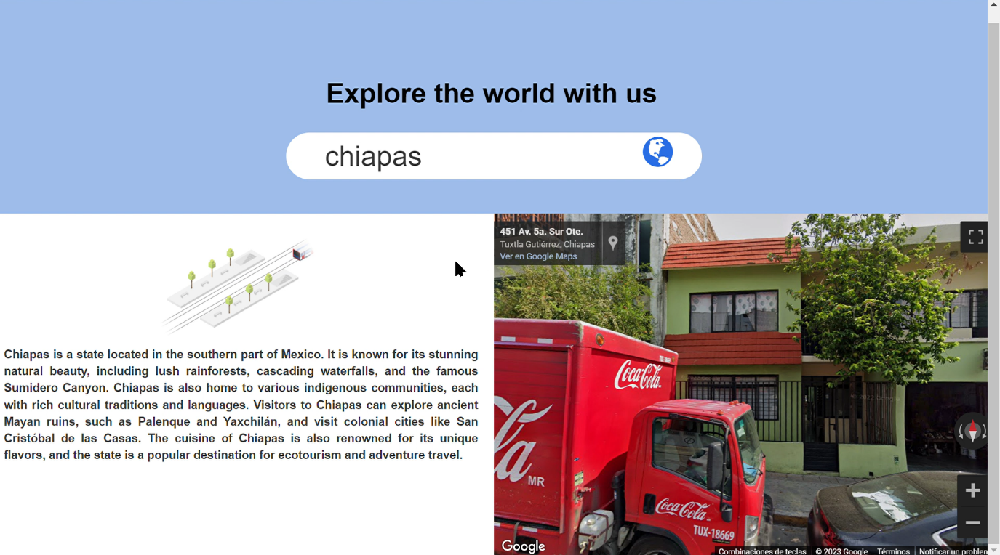 Explore the world with us
chiapas
451 Av. 5a. Sur Ote.
Tuxtla Gutiérrez, Chiapas
Ver en Google Maps
Chiapas is a state located in the southern part of Mexico. It is known for its stunning
natural beauty, including lush rainforests, cascading waterfalls, and the famous
Sumidero Canyon. Chiapas is also home to various indigenous communities, each
with rich cultural traditions and languages. Visitors to Chiapas can explore ancient
Mayan ruins, such as Palenque and Yaxchilán, and visit colonial cities like San
Cristóbal de las Casas. The cuisine of Chiapas is also renowned for its unique
flavors, and the state is a popular destination for ecotourism and adventure travel.
TUX-18669
Coca-Cola
© 2022 Google
la
MR
Coca-Cola
TUX-18669
Google
Combinaciones de teclas
© 2023 Google
Términos
Notificar un problem